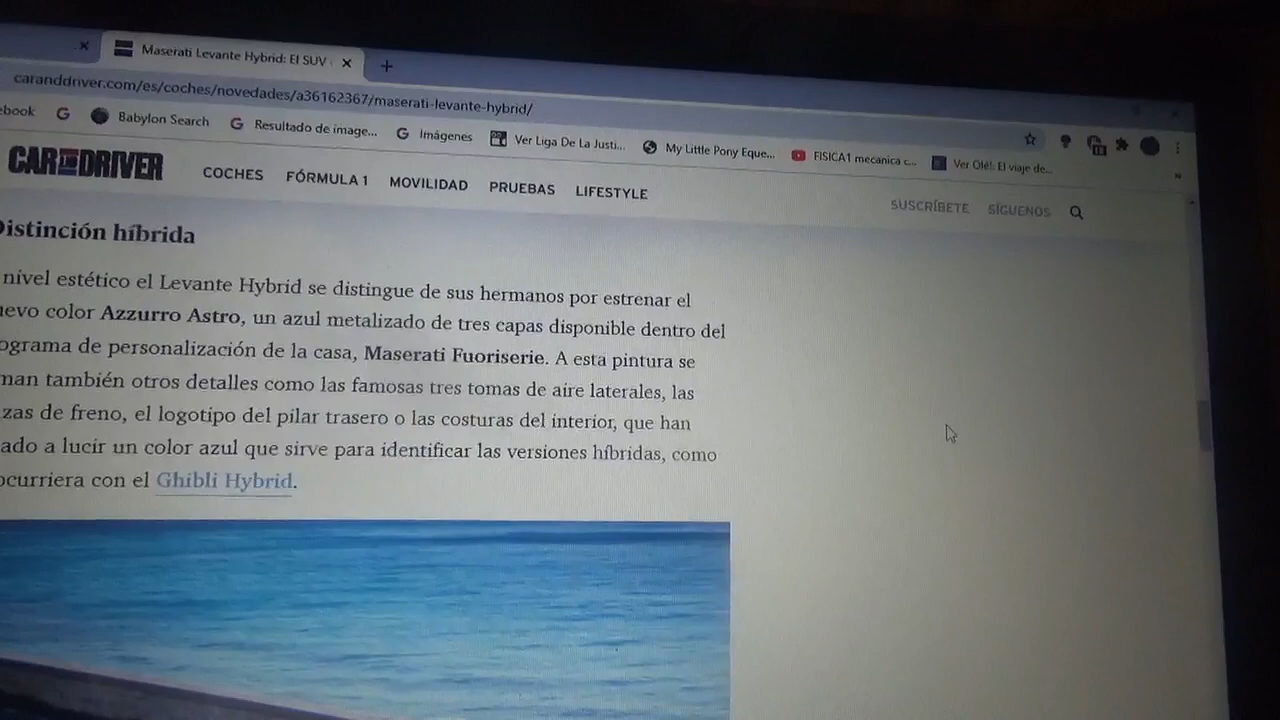 Maserati Levante Hybrid: El SUV
caranddriver.com/es/coches/novedades/a36162367/maserati-levante-hybrid/
ebook Babylon Search Resultado de image... Imágenes Ver Liga De La Justi... My Little Pony Eque... FISICA1 mecanica c... Ver Olé!: El viaje de...
CAR AND DRIVER COCHES FÓRMULA 1 MOVILIDAD PRUEBAS LIFESTYLE SUSCRÍBETE SÍGUENOS
Distinción híbrida
nivel estético el Levante Hybrid se distingue de sus hermanos por estrenar el
uevo color Azzurro Astro, un azul metalizado de tres capas disponible dentro del
ograma de personalización de la casa, Maserati Fuoriserie. A esta pintura se
man también otros detalles como las famosas tres tomas de aire laterales, las
zas de freno, el logotipo del pilar trasero o las costuras del interior, que han
ado a lucir un color azul que sirve para identificar las versiones híbridas, como
ocurriera con el Ghibli Hybrid.